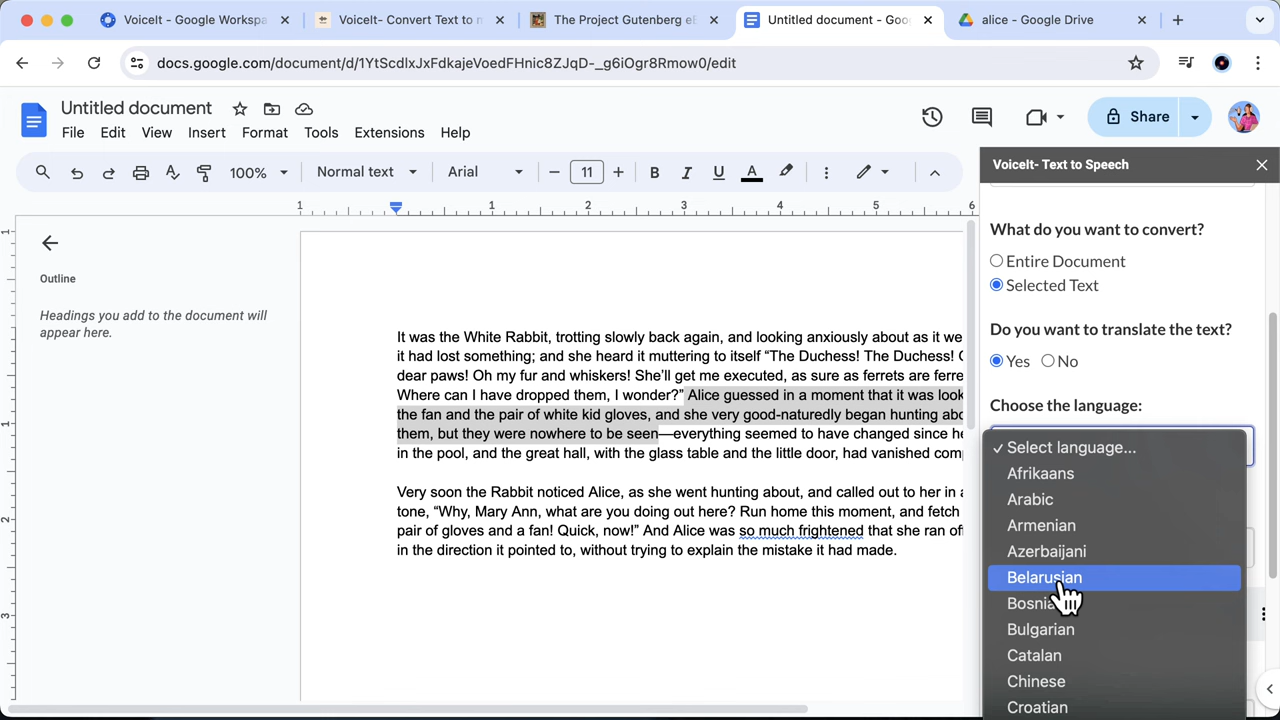 VoiceIt - Google Workspa
VoiceIt- Convert Text to
The Project Gutenberg eB
Untitled document - Goo
alice - Google Drive
docs.google.com/document/d/1YtScdlxJxFdkajeVoedFHnic8ZJqD-_g6iOgr8Rmow0/edit
Untitled document
File Edit View Insert Format Tools Extensions Help
Share
100% Normal text Arial 11 B I U A
VoiceIt- Text to Speech
1 1 2 3 4 5 6
Outline
Headings you add to the document will
appear here.
It was the White Rabbit, trotting slowly back again, and looking anxiously about as it we
it had lost something; and she heard it muttering to itself “The Duchess! The Duchess!
dear paws! Oh my fur and whiskers! She’ll get me executed, as sure as ferrets are ferre
Where can I have dropped them, I wonder?” Alice guessed in a moment that it was look
the fan and the pair of white kid gloves, and she very good-naturedly began hunting abo
them, but they were nowhere to be seen—everything seemed to have changed since he
in the pool, and the great hall, with the glass table and the little door, had vanished com
Very soon the Rabbit noticed Alice, as she went hunting about, and called out to her in a
tone, “Why, Mary Ann, what are you doing out here? Run home this moment, and fetch
pair of gloves and a fan! Quick, now!” And Alice was so much frightened that she ran of
in the direction it pointed to, without trying to explain the mistake it had made.
1
1
2
3
What do you want to convert?
Entire Document
Selected Text
Do you want to translate the text?
Yes No
Choose the language:
✓ Select language...
Afrikaans
Arabic
Armenian
Azerbaijani
Belarusian
Bosnia
Bulgarian
Catalan
Chinese
Croatian